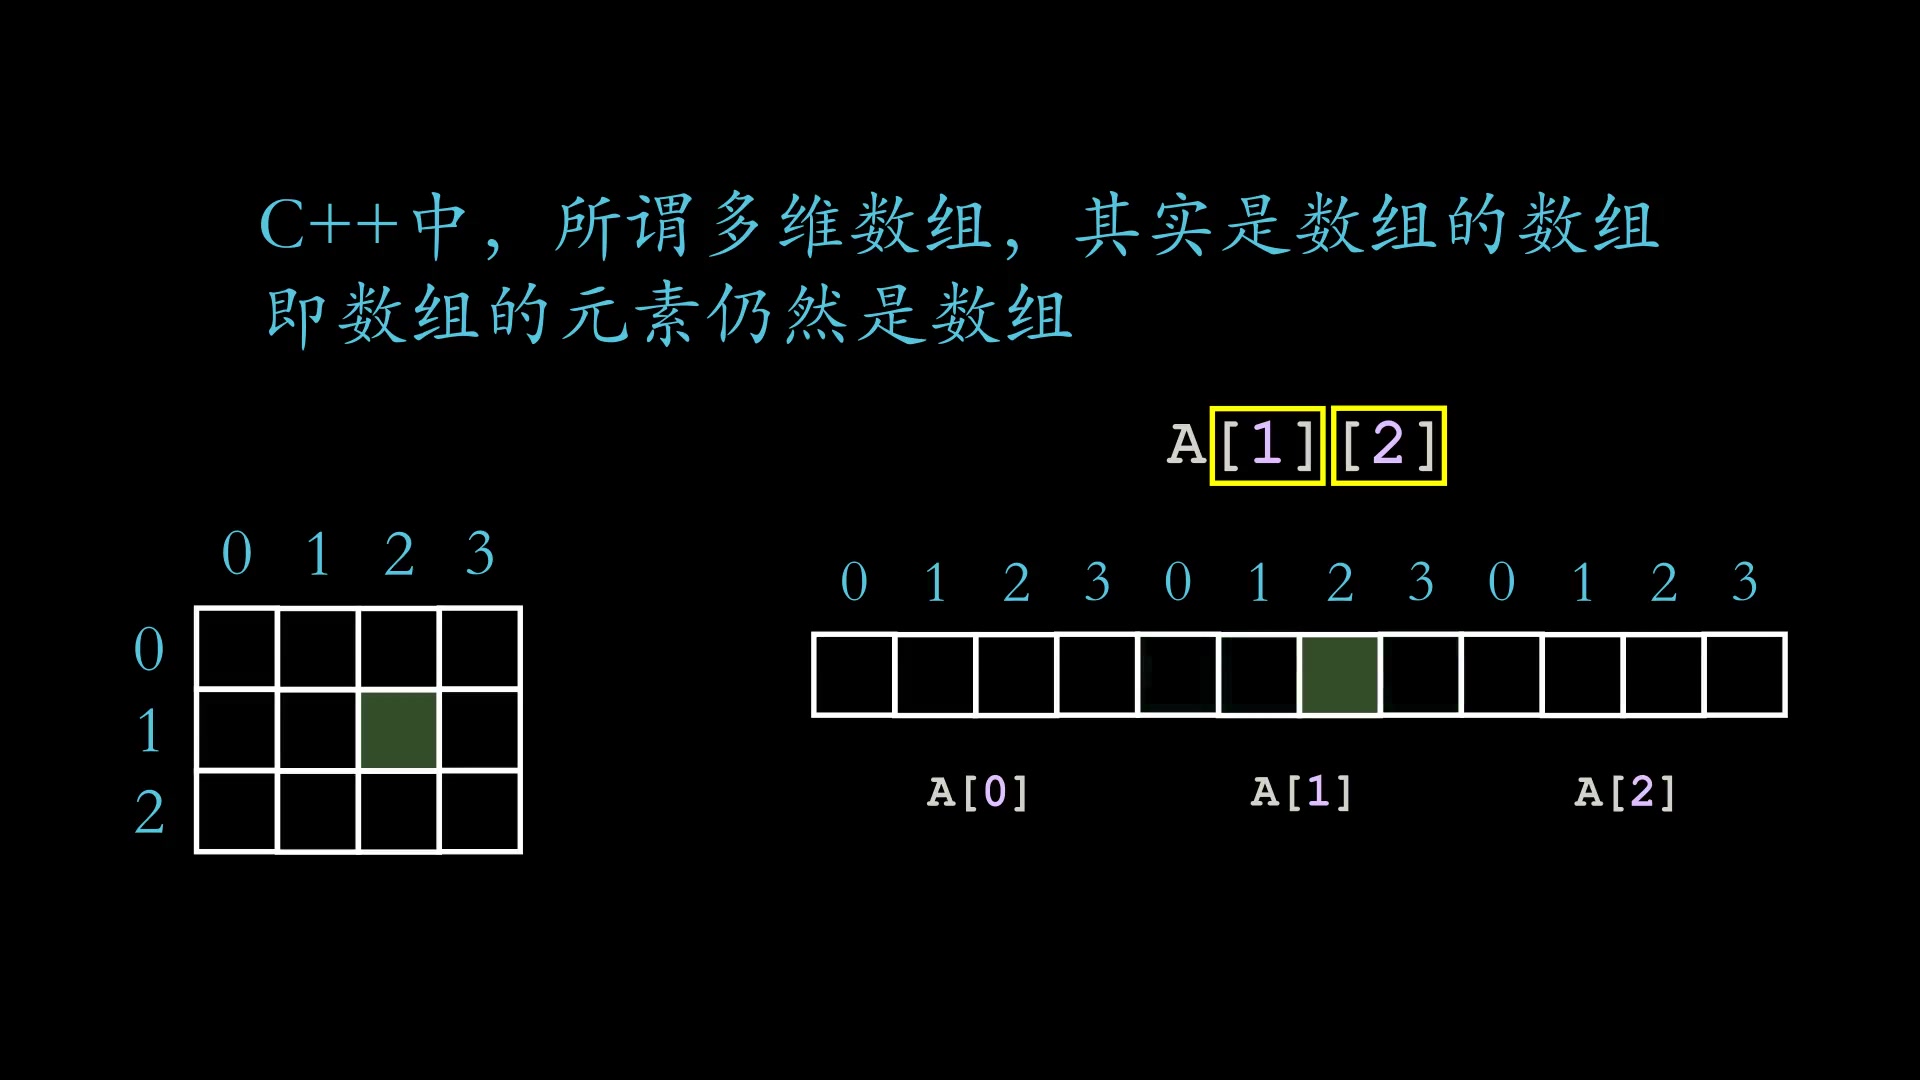 C++中，所谓多维数组，其实是数组的数组
即数组的元素仍然是数组
A[1][2]
0 1 2 3
0
1
2
0 1 2 3 0 1 2 3 0 1 2 3
A[0] A[1] A[2]